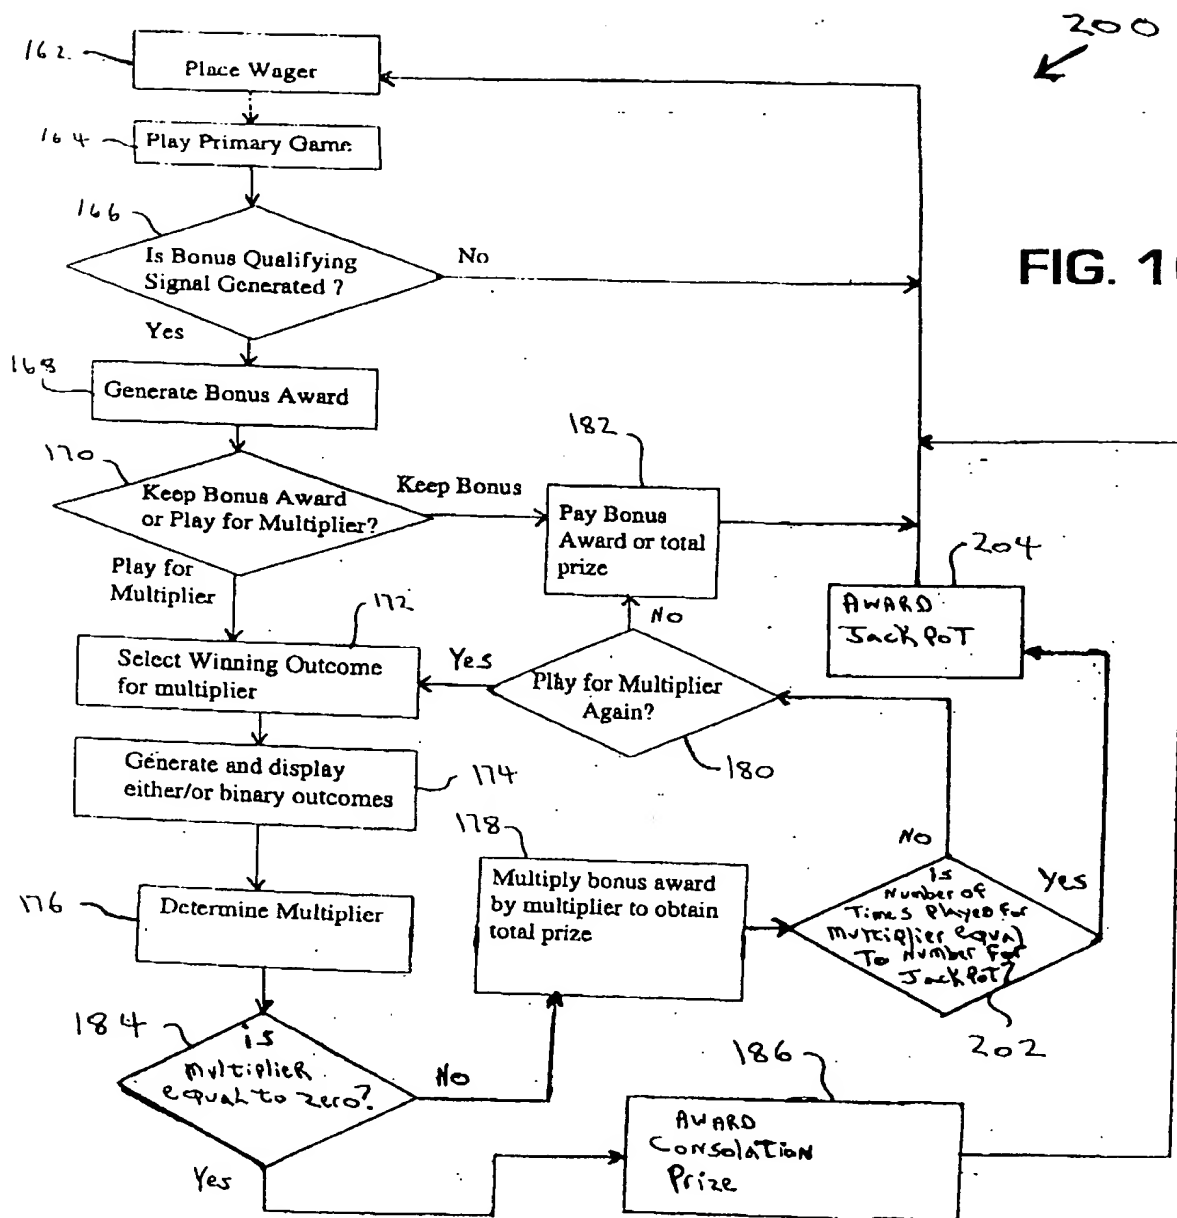 200
162
Place Wager
164
Play Primary Game
166
Is Bonus Qualifying
Signal Generated ?
No
FIG. 1
Yes
168
Generate Bonus Award
170
Keep Bonus Award
or Play for Multiplier?
Keep Bonus
182
Pay Bonus
Award or total
prize
204
AWARD
JackPOT
Play for
Multiplier
172
Select Winning Outcome
for multiplier
Yes
No
Play for Multiplier
Again?
180
Generate and display
either/or binary outcomes
174
178
Multiply bonus award
by multiplier to obtain
total prize
No
Yes
is
Number of
Times Played for
Multiplier equal
To Number for
JackPOT?
202
176
Determine Multiplier
184
is
Multiplier
equal to zero?
No
Yes
186
AWARD
Consolation
Prize